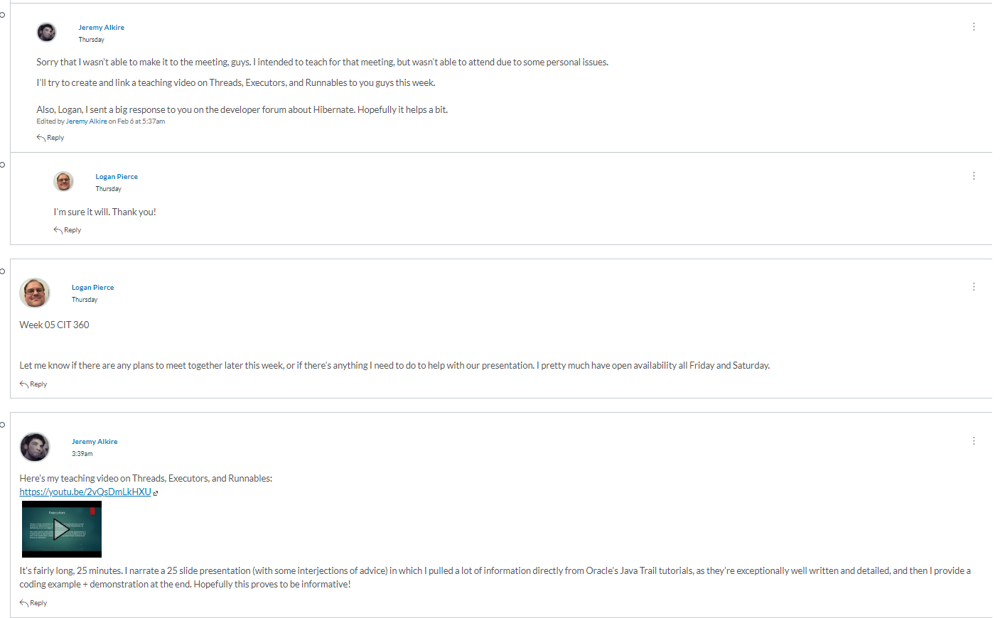 Jeremy Alkire
Thursday
Sorry that I wasn't able to make it to the meeting, guys. I intended to teach for that meeting, but wasn't able to attend due to some personal issues.
I'll try to create and link a teaching video on Threads, Executors, and Runnables to you guys this week.
Also, Logan, I sent a big response to you on the developer forum about Hibernate. Hopefully it helps a bit.
Edited by Jeremy Alkire on Feb 6 at 5:37am
Reply
Logan Pierce
Thursday
I'm sure it will. Thank you!
Reply
Logan Pierce
Thursday
Week 05 CIT 360
Let me know if there are any plans to meet together later this week, or if there's anything I need to do to help with our presentation. I pretty much have open availability all Friday and Saturday.
Reply
Jeremy Alkire
3:39am
Here's my teaching video on Threads, Executors, and Runnables:
https://youtu.be/2vQsDmLkHXU
Executors
It's fairly long, 25 minutes. I narrate a 25 slide presentation (with some interjections of advice) in which I pulled a lot of information directly from Oracle's Java Trail tutorials, as they're exceptionally well written and detailed, and then I provide a
coding example + demonstration at the end. Hopefully this proves to be informative!
Reply